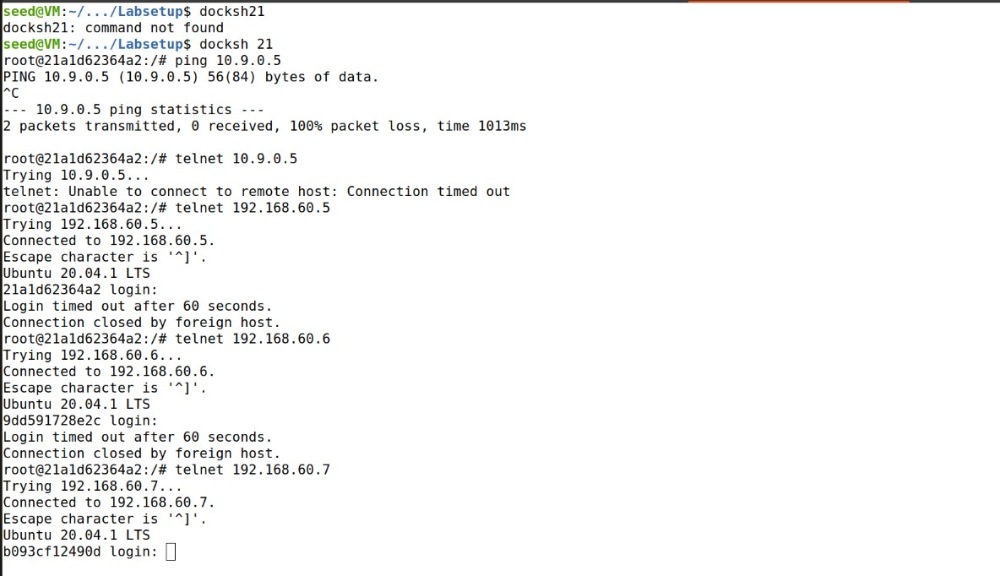 seed@VM:~/.../Labsetup$ docksh21
docksh21: command not found
seed@VM:~/.../Labsetup$ docksh 21
root@21a1d62364a2:/# ping 10.9.0.5
PING 10.9.0.5 (10.9.0.5) 56(84) bytes of data.
^C
--- 10.9.0.5 ping statistics ---
2 packets transmitted, 0 received, 100% packet loss, time 1013ms

root@21a1d62364a2:/# telnet 10.9.0.5
Trying 10.9.0.5...
telnet: Unable to connect to remote host: Connection timed out
root@21a1d62364a2:/# telnet 192.168.60.5
Trying 192.168.60.5...
Connected to 192.168.60.5.
Escape character is '^]'.
Ubuntu 20.04.1 LTS
21a1d62364a2 login:
Login timed out after 60 seconds.
Connection closed by foreign host.
root@21a1d62364a2:/# telnet 192.168.60.6
Trying 192.168.60.6...
Connected to 192.168.60.6.
Escape character is '^]'.
Ubuntu 20.04.1 LTS
9dd591728e2c login:
Login timed out after 60 seconds.
Connection closed by foreign host.
root@21a1d62364a2:/# telnet 192.168.60.7
Trying 192.168.60.7...
Connected to 192.168.60.7.
Escape character is '^]'.
Ubuntu 20.04.1 LTS
b093cf12490d login: